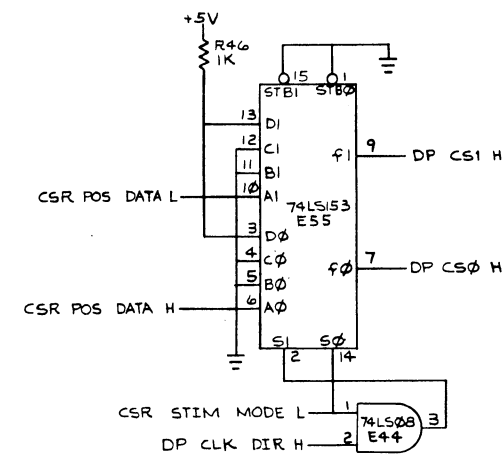 +5V
R46
1K
15
1
STB1
STBØ
13
D1
12
C1
11
B1
f1
9
DP CS1 H
CSR POS DATA L
1Ø
A1
74LS153
E55
3
DØ
4
CØ
7
fØ
DP CSØ H
5
BØ
CSR POS DATA H
6
AØ
S1
SØ
2
14
CSR STIM MODE L
1
74LSØ8
3
DP CLK DIR H
2
E44